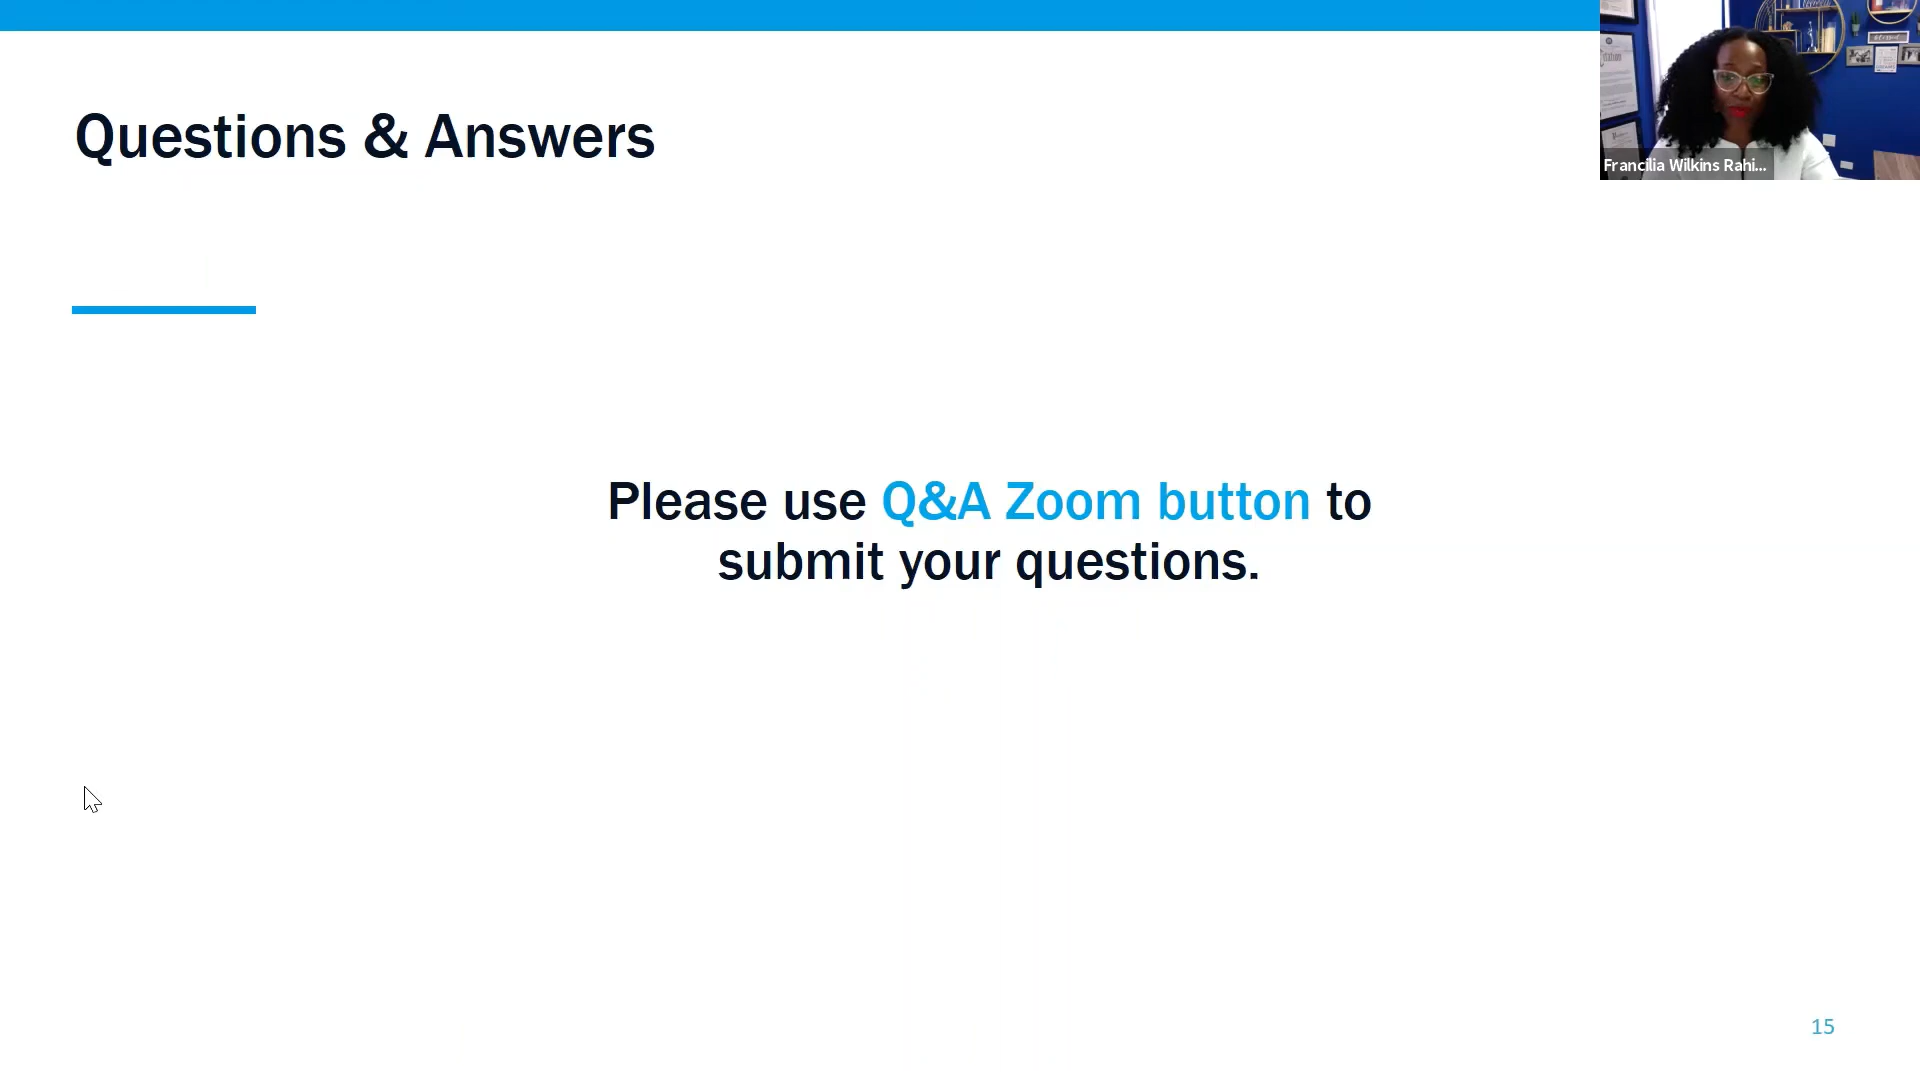 Questions & Answers
Francilia Wilkins Rahi...
Please use Q&A Zoom button to
submit your questions.
15